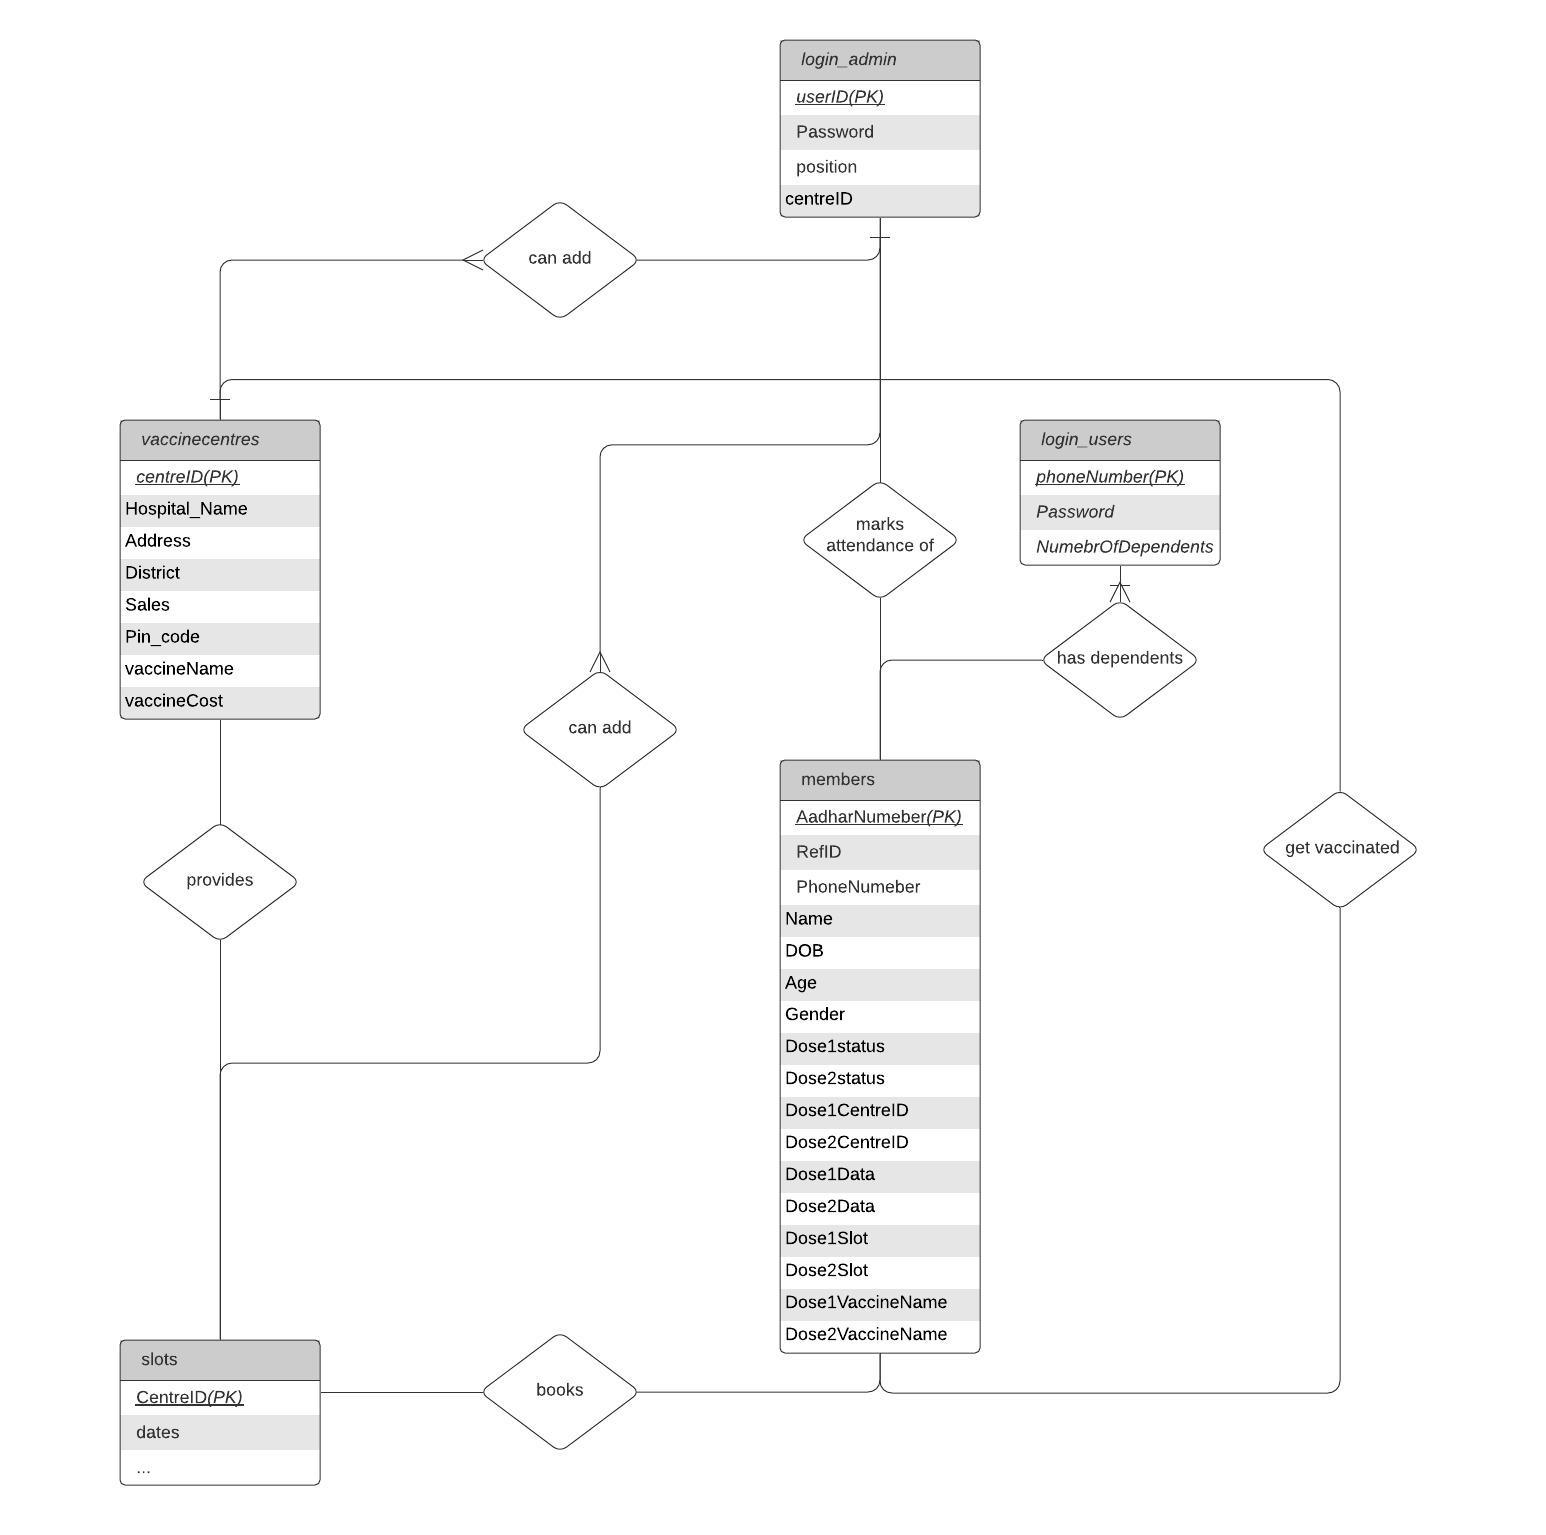 login_admin
userID(PK)
Password
position
centreID
can add
vaccinecentres
centreID(PK)
Hospital_Name
Address
District
Sales
Pin_code
vaccineName
vaccineCost
login_users
phoneNumber(PK)
Password
NumebrOfDependents
marks
attendance of
has dependents
can add
members
AadharNumeber(PK)
RefID
PhoneNumeber
Name
DOB
Age
Gender
Dose1status
Dose2status
Dose1CentreID
Dose2CentreID
Dose1Data
Dose2Data
Dose1Slot
Dose2Slot
Dose1VaccineName
Dose2VaccineName
get vaccinated
provides
slots
CentreID(PK)
dates
...
books